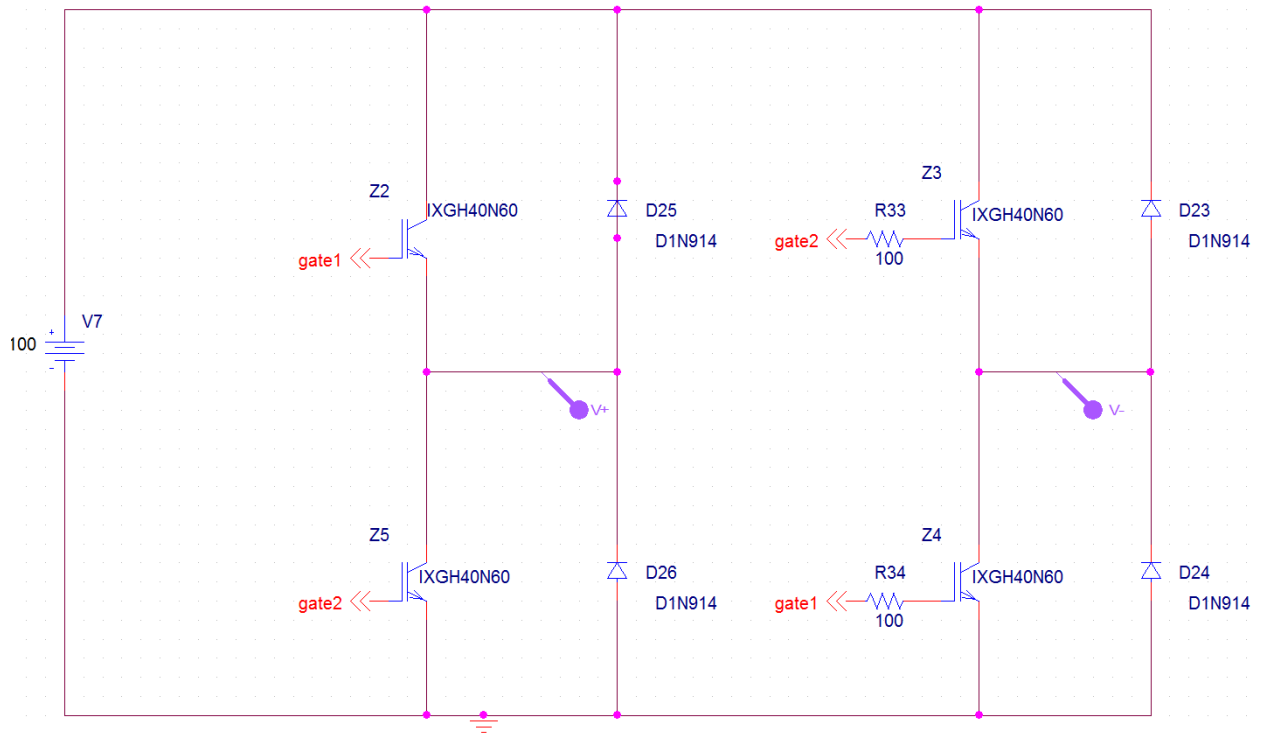 Z3
Z2
IXGH40N60
R33
IXGH40N60
D25
D23
gate2
D1N914
D1N914
gate1
100
V7
+
100
-
V+
V-
Z5
Z4
IXGH40N60
R34
IXGH40N60
D26
D24
gate2
gate1
D1N914
D1N914
100